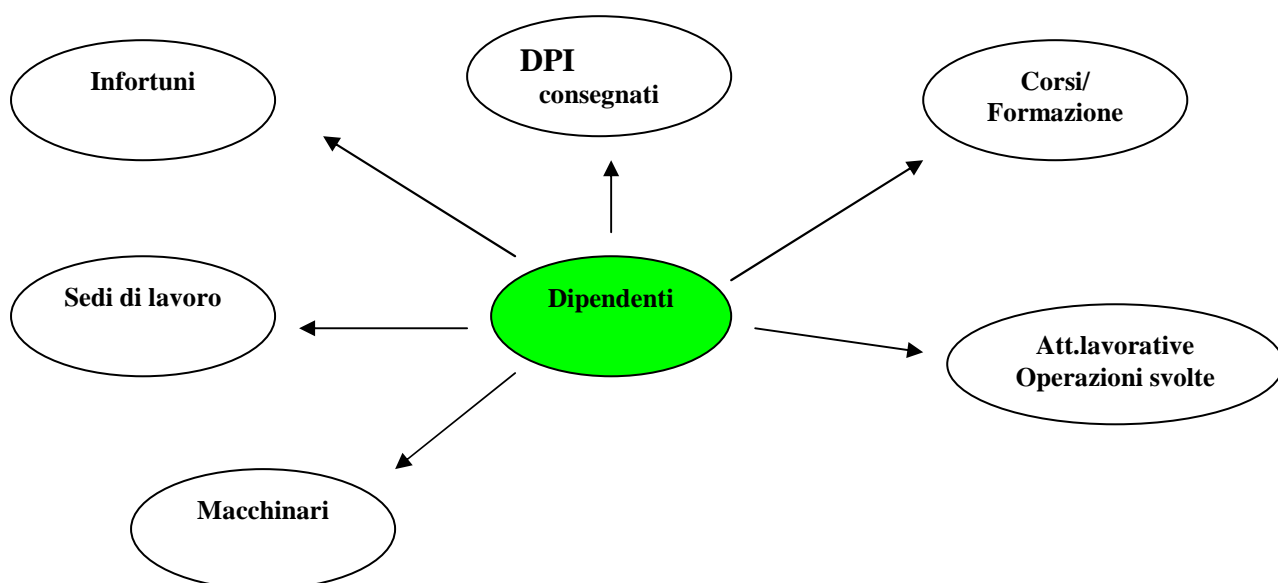 Infortuni
DPI
consegnati
Corsi/
Formazione
Sedi di lavoro
Dipendenti
Att.lavorative
Operazioni svolte
Macchinari